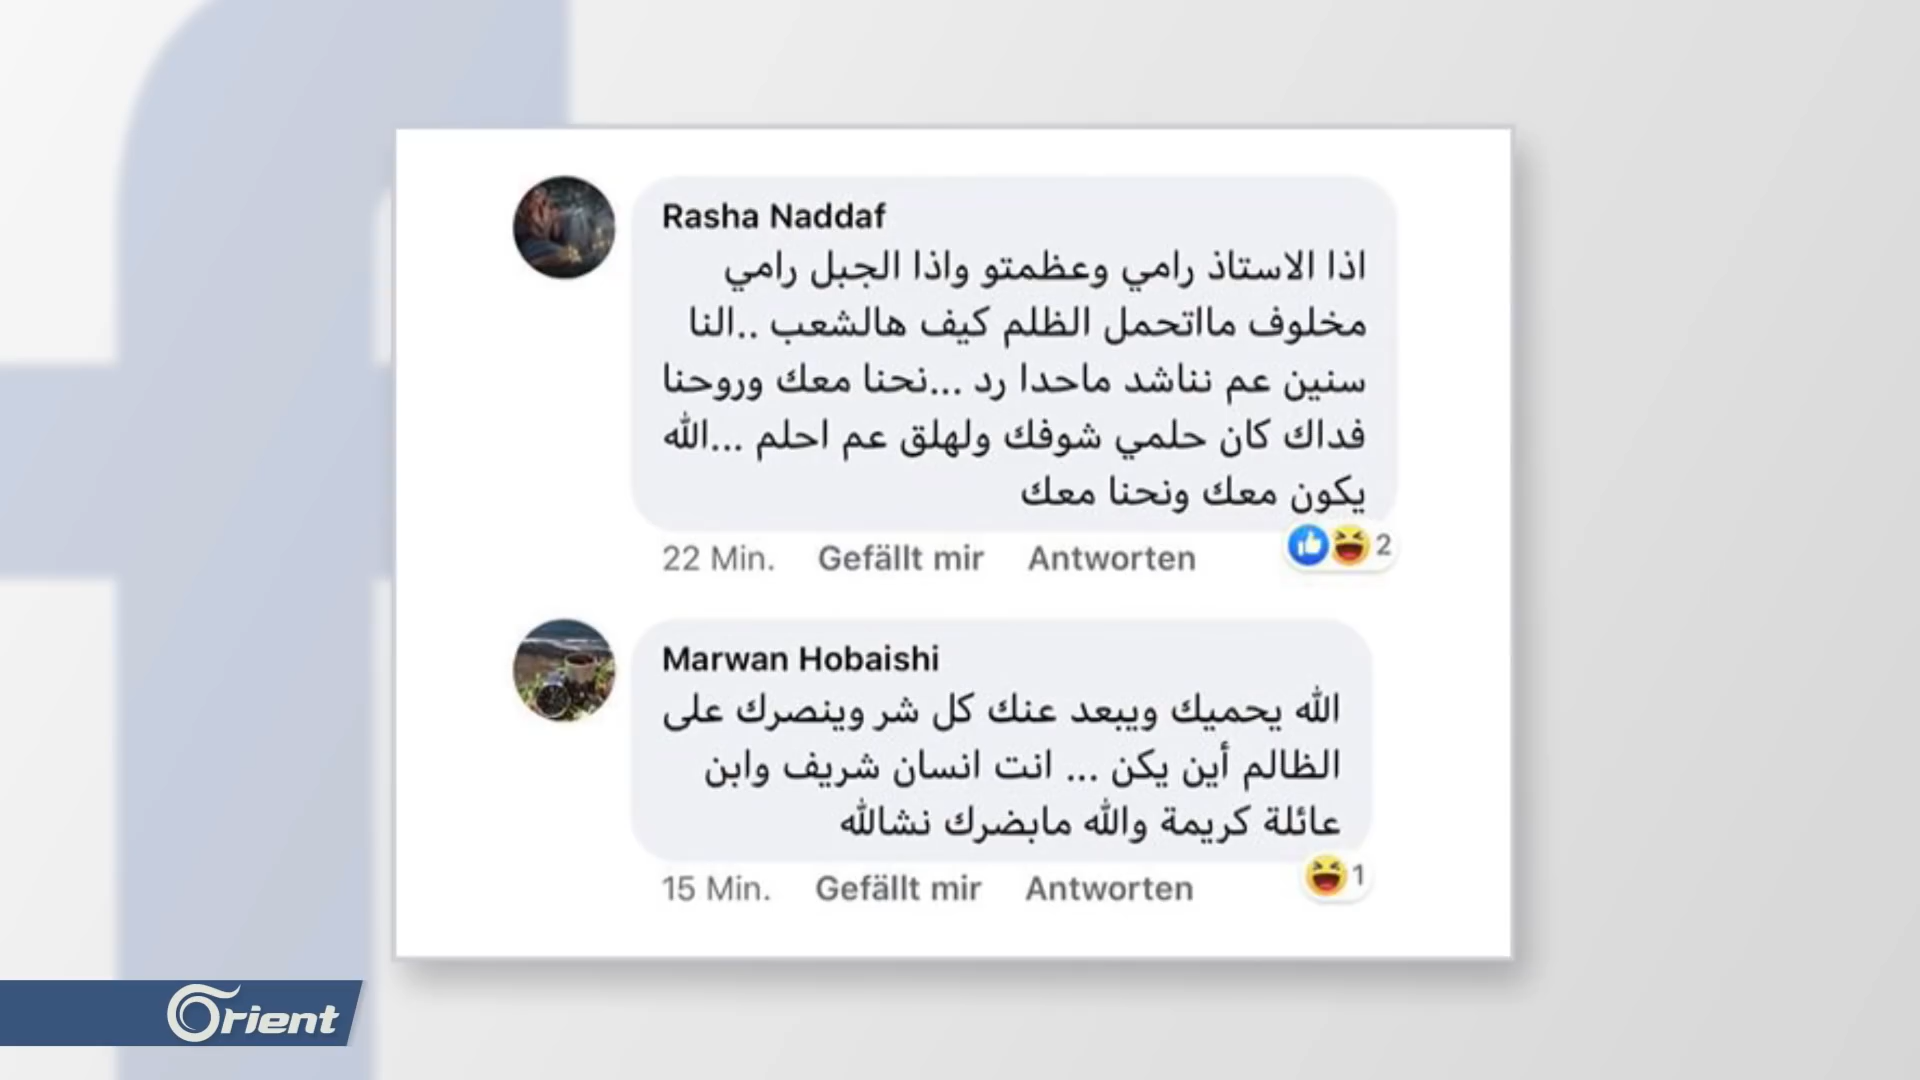 Rasha Naddaf
اذا الاستاذ رامي وعظمتو واذا الجبل رامي
مخلوف مااتحمل الظلم كيف هالشعب ..النا
سنين عم نناشد ماحدا رد ...نحنا معك وروحنا
فداك كان حلمي شوفك ولهلق عم احلم ...الله
يكون معك ونحنا معك
22 Min. Gefällt mir Antworten 2
Marwan Hobaishi
الله يحميك ويبعد عنك كل شر وينصرك على
الظالم أين يكن ... انت انسان شريف وابن
عائلة كريمة والله مابضرك نشالله
15 Min. Gefällt mir Antworten 1
Orient